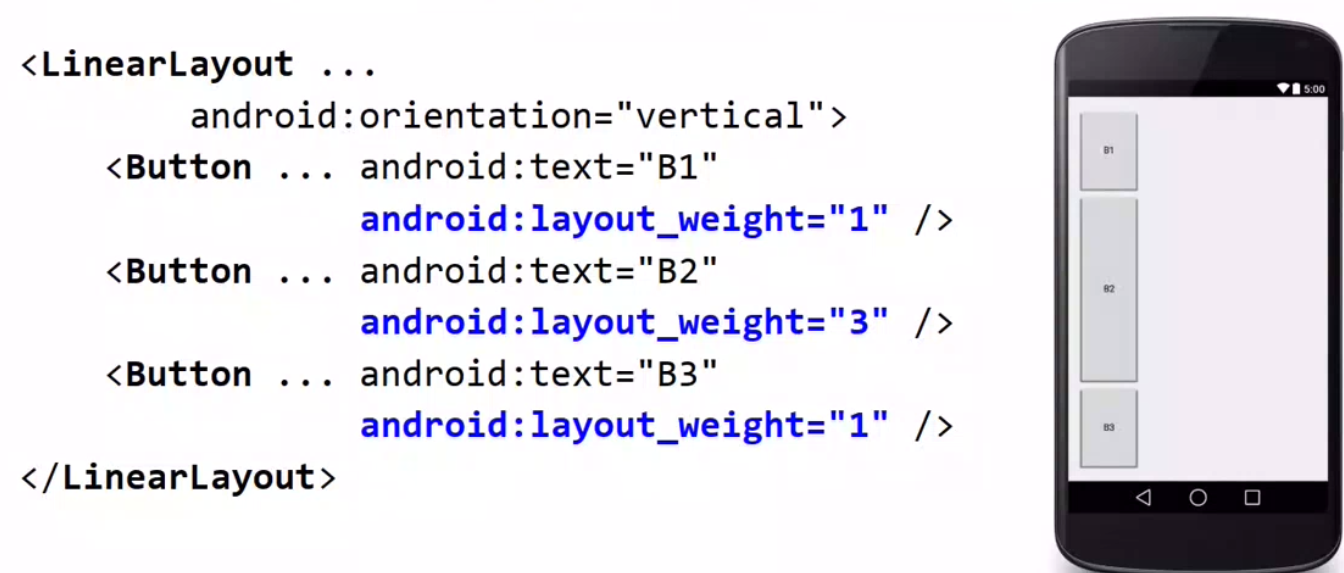 <LinearLayout ...
android:orientation="vertical">
<Button ... android:text="B1"
android:layout_weight="1" />
<Button ... android:text="B2"
android:layout_weight="3" />
<Button ... android:text="B3"
android:layout_weight="1" />
</LinearLayout>
5:00
B1
B2
B3